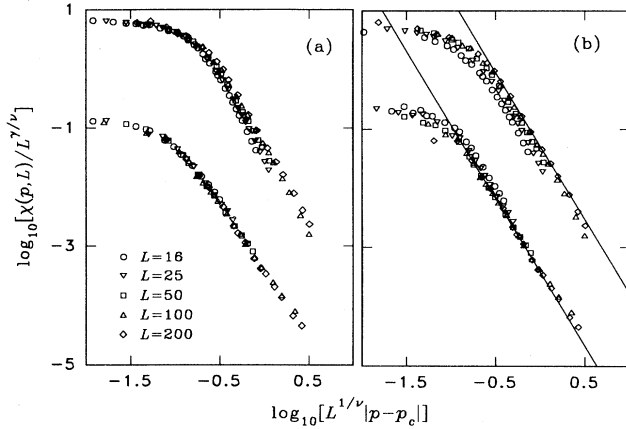 (a)
(b)
1
-1
-3
-5
log₁₀[χ(p,L)/L^{γ/ν}]
L=16
L=25
L=50
L=100
L=200
-1.5 -0.5 0.5 -1.5 -0.5 0.5
log₁₀[L^{1/ν}|p-p_c|]